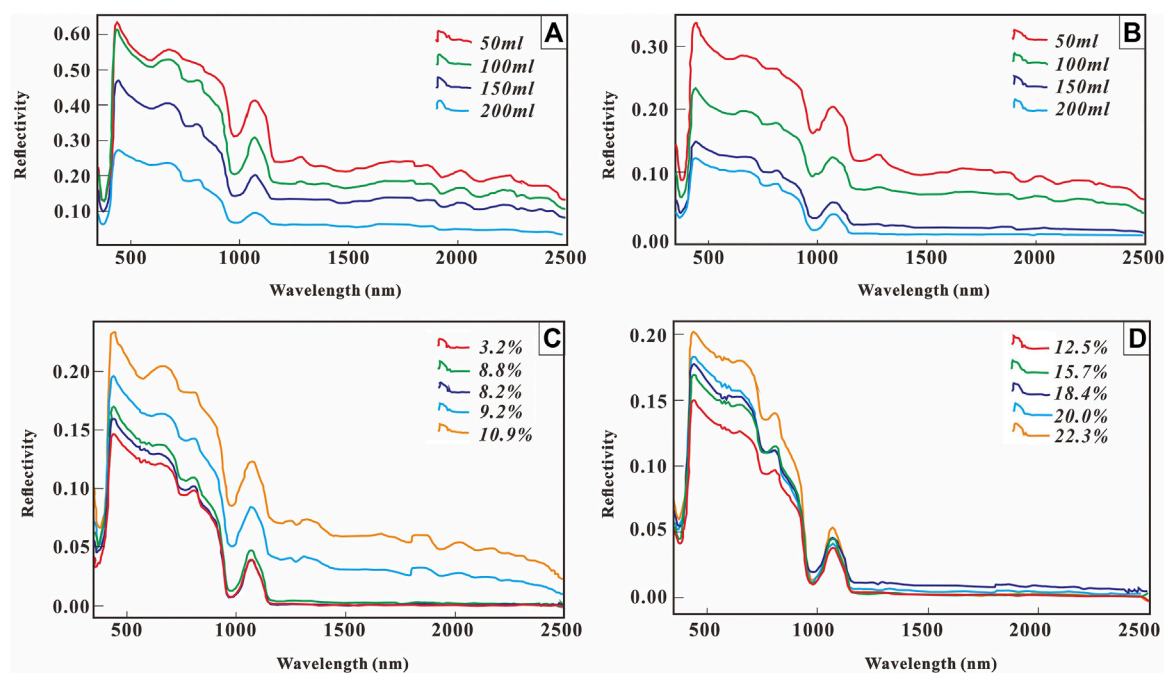 A
0.60
0.50
0.40
0.30
0.20
0.10
Reflectivity
50ml
100ml
150ml
200ml
500
1000
1500
2000
2500
Wavelength (nm)
B
0.30
0.20
0.10
0.00
Reflectivity
50ml
100ml
150ml
200ml
500
1000
1500
2000
2500
Wavelength (nm)
C
0.20
0.15
0.10
0.05
0.00
Reflectivity
3.2%
8.8%
8.2%
9.2%
10.9%
500
1000
1500
2000
2500
Wavelength (nm)
D
0.20
0.15
0.10
0.05
0.00
Reflectivity
12.5%
15.7%
18.4%
20.0%
22.3%
500
1000
1500
2000
2500
Wavelength (nm)